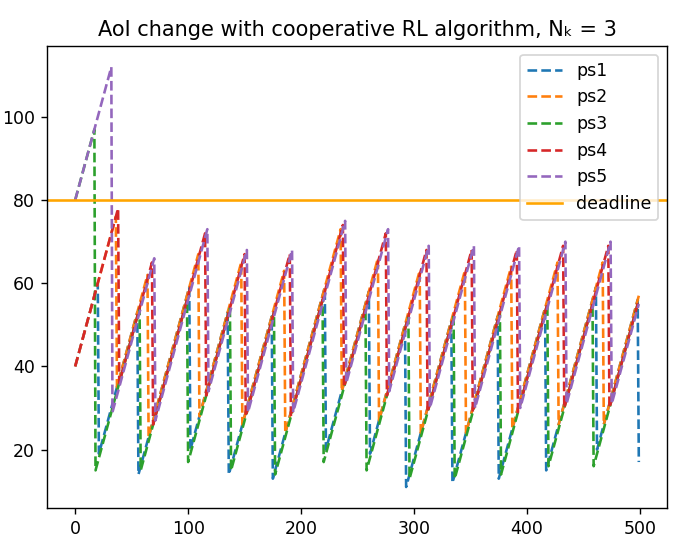 AoI change with cooperative RL algorithm, Nₖ = 3
ps1
ps2
ps3
ps4
ps5
deadline
100
80
60
40
20
0
100
200
300
400
500